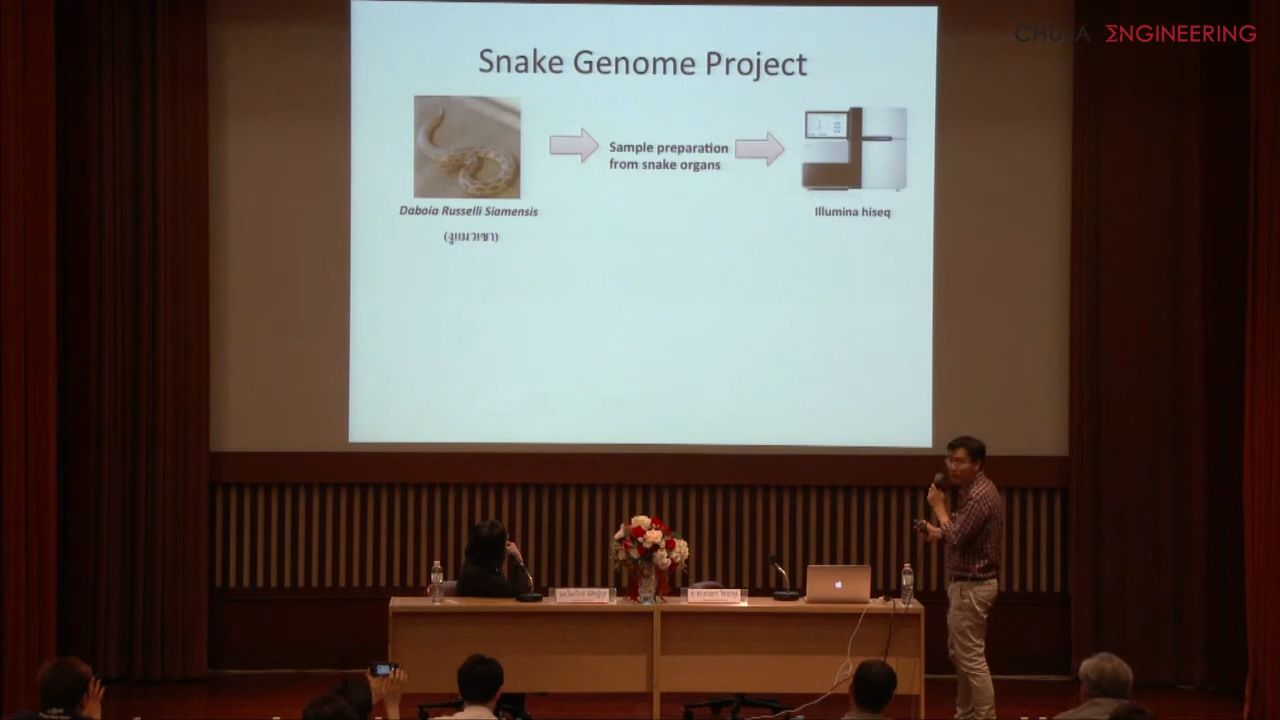 CHULA ΣNGINEERING
Snake Genome Project
Sample preparation
from snake organs
Daboia Russelli Siamensis
(งูแมวเซา)
Illumina hiseq